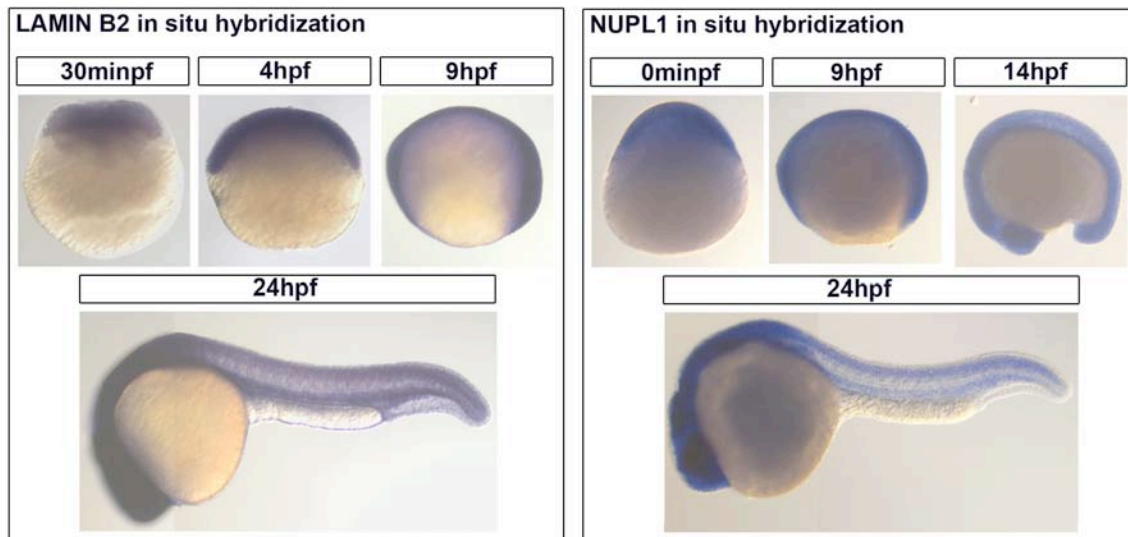 LAMIN B2 in situ hybridization
30minpf
4hpf
9hpf
24hpf
NUPL1 in situ hybridization
0minpf
9hpf
14hpf
24hpf